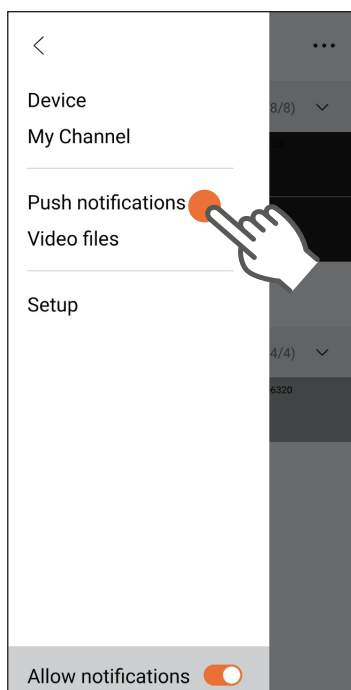 Device
8/8)
My Channel
Push notifications
Video files
Setup
4/4)
6320
Allow notifications